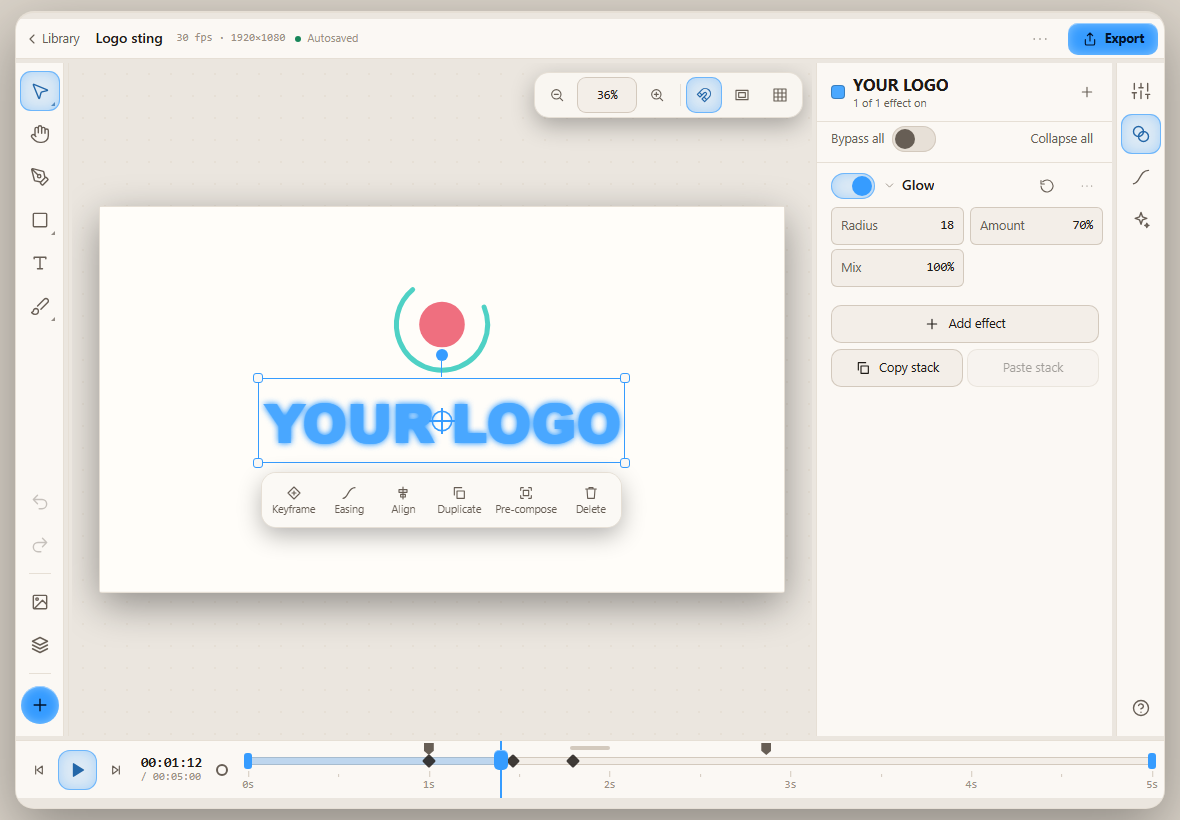 Library
Logo sting
30 fps · 1920×1080
Autosaved
Export
36%
YOUR LOGO
1 of 1 effect on
Bypass all
Collapse all
Glow
Radius 18
Amount 70%
Mix 100%
Add effect
Copy stack
Paste stack
YOUR LOGO
Keyframe
Easing
Align
Duplicate
Pre-compose
Delete
00:01:12
/ 00:05:00
0s 1s 2s 3s 4s 5s